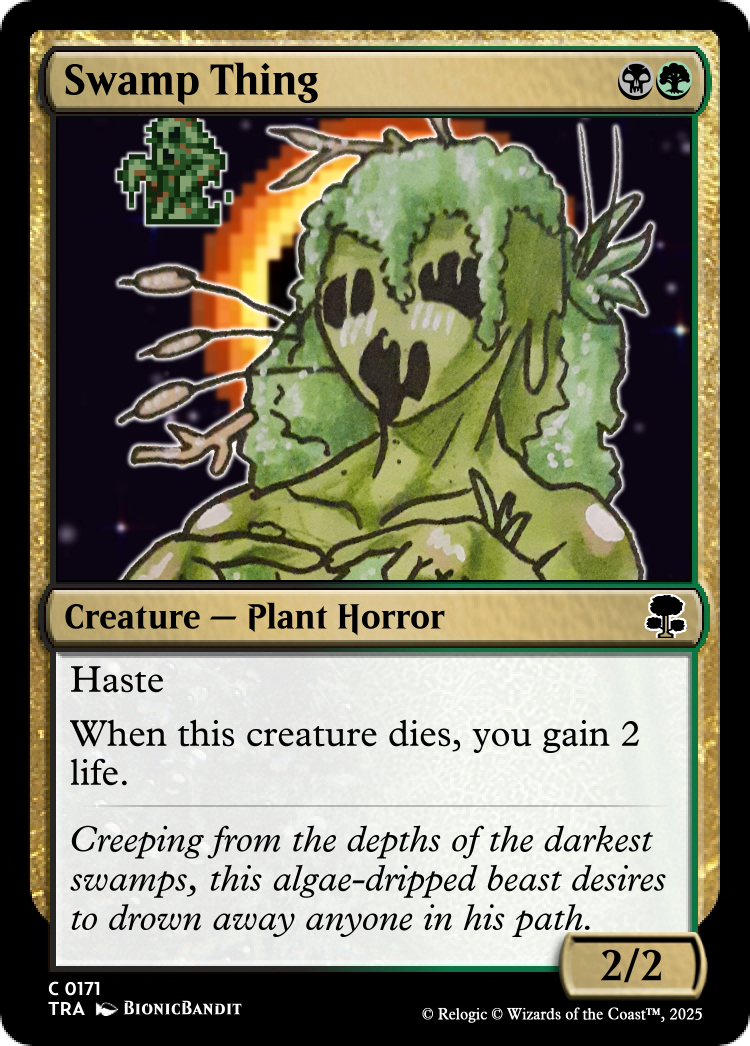 Swamp Thing
Creature — Plant Horror
Haste
When this creature dies, you gain 2
life.
Creeping from the depths of the darkest
swamps, this algae-dripped beast desires
to drown away anyone in his path.
2/2
C 0171
TRA BionicBandit
© Relogic © Wizards of the Coast™, 2025